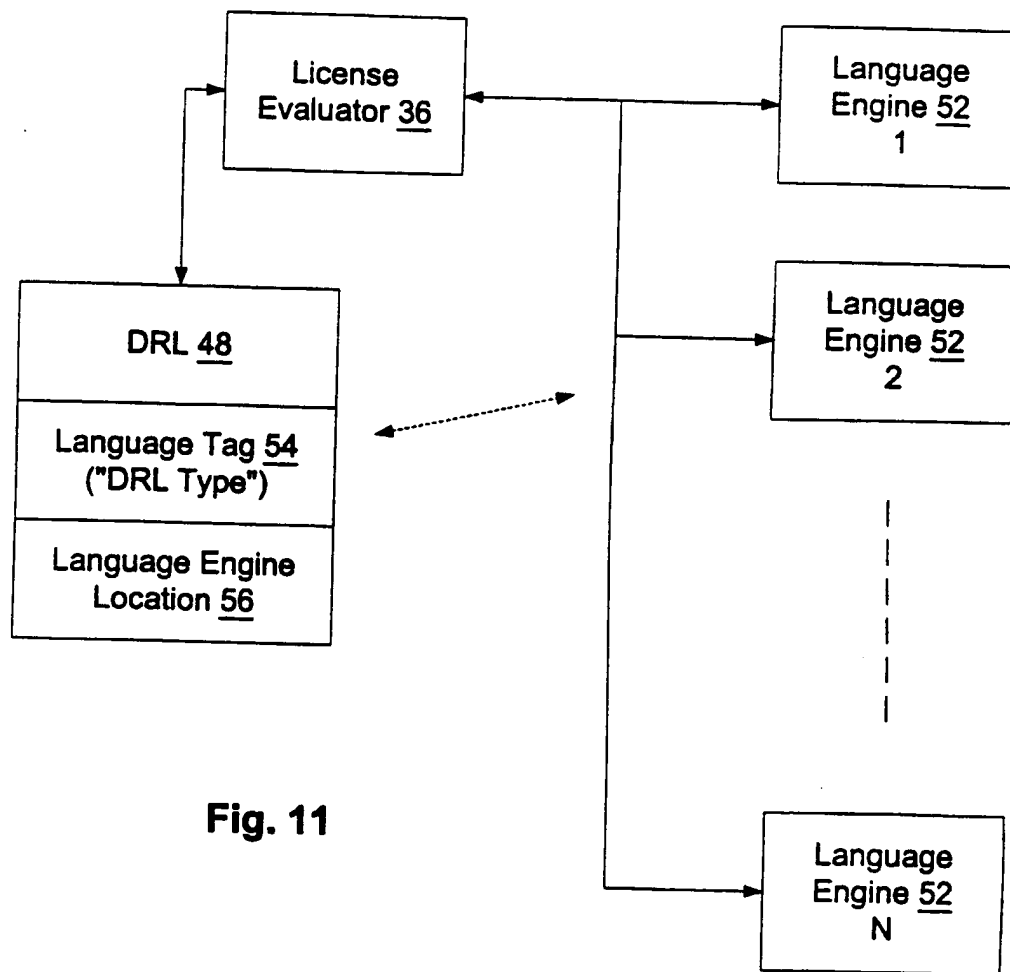 License
Evaluator 36
Language
Engine 52
1
Language
Engine 52
2
DRL 48
Language Tag 54
("DRL Type")
Language Engine
Location 56
Fig. 11
Language
Engine 52
N